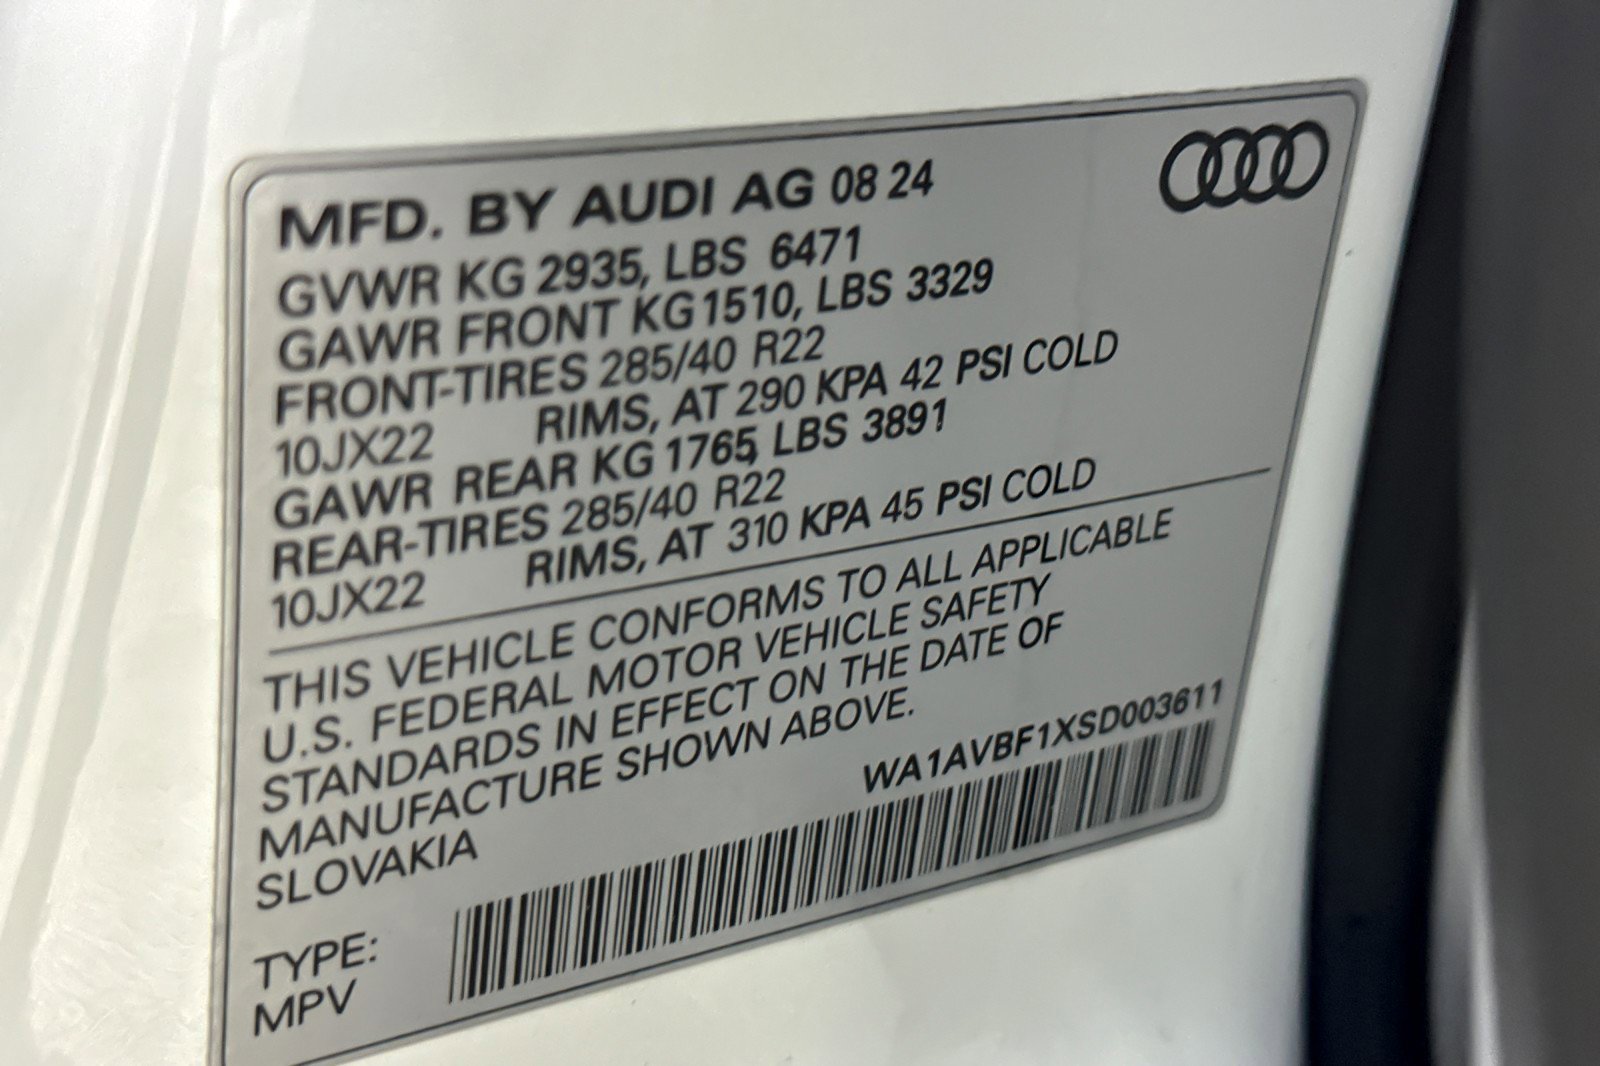 MFD. BY AUDI AG 08 24
GVWR KG 2935, LBS 6471
GAWR FRONT KG 1510, LBS 3329
FRONT-TIRES 285/40 R22
10JX22 RIMS, AT 290 KPA 42 PSI COLD
GAWR REAR KG 1765, LBS 3891
REAR-TIRES 285/40 R22
10JX22 RIMS, AT 310 KPA 45 PSI COLD
THIS VEHICLE CONFORMS TO ALL APPLICABLE
U.S. FEDERAL MOTOR VEHICLE SAFETY
STANDARDS IN EFFECT ON THE DATE OF
MANUFACTURE SHOWN ABOVE.
SLOVAKIA
WA1AVBF1XSD003611
TYPE:
MPV